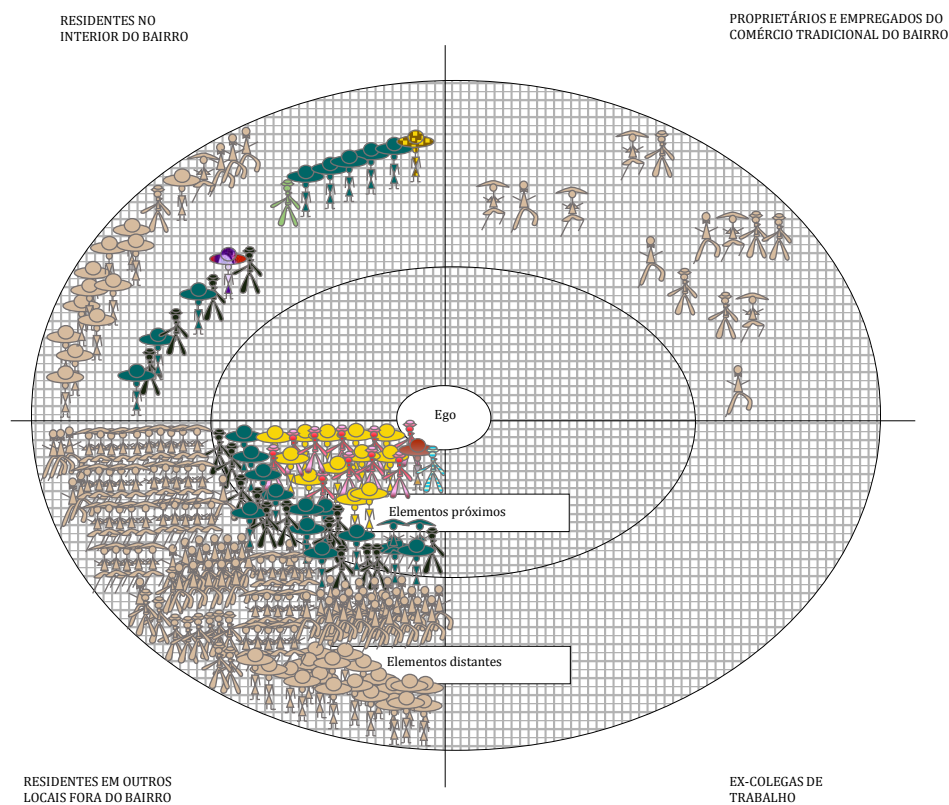 RESIDENTES NO
INTERIOR DO BAIRRO
PROPRIETÁRIOS E EMPREGADOS DO
COMÉRCIO TRADICIONAL DO BAIRRO
Ego
Elementos próximos
Elementos distantes
RESIDENTES EM OUTROS
LOCAIS FORA DO BAIRRO
EX-COLEGAS DE
TRABALHO